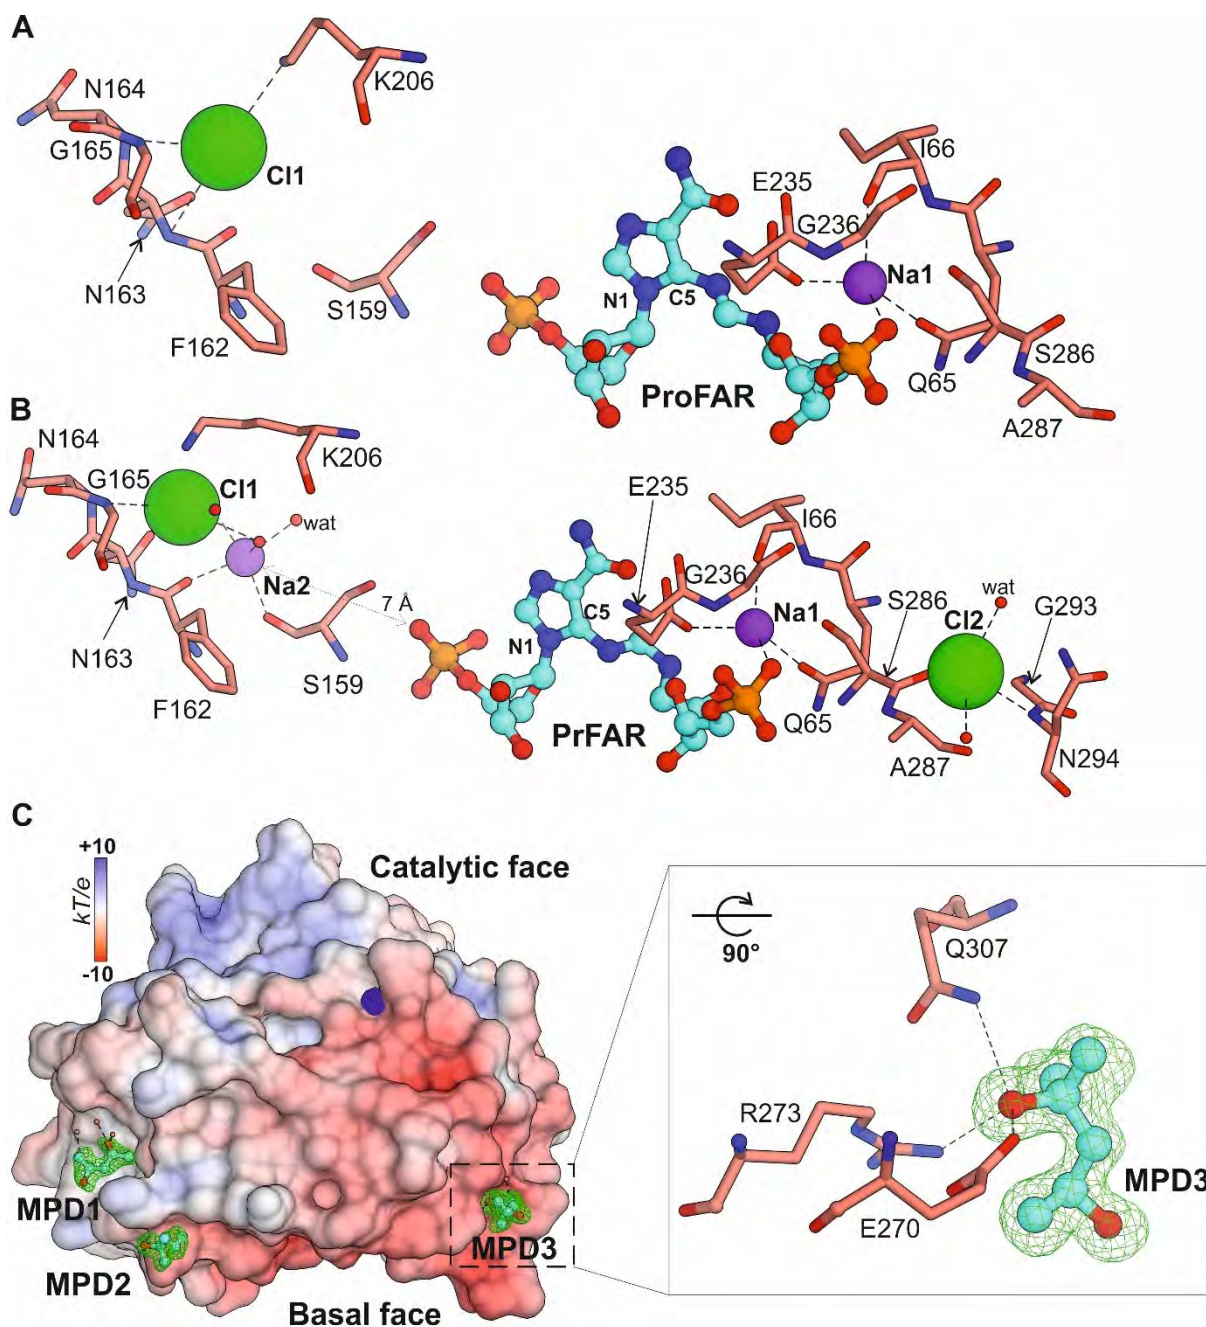 A
N164
K206
G165
Cl1
N163
S159
F162
I66
E235
G236
Na1
N1
C5
S286
Q65
ProFAR
A287
B
N164
K206
G165
Cl1
wat
Na2
7 Å
N163
S159
F162
E235
I66
G236
S286
wat
G293
C5
Na1
Cl2
N1
Q65
PrFAR
A287
N294
C
+10
kT/e
-10
Catalytic face
90°
Q307
R273
MPD3
E270
MPD1
MPD3
MPD2
Basal face